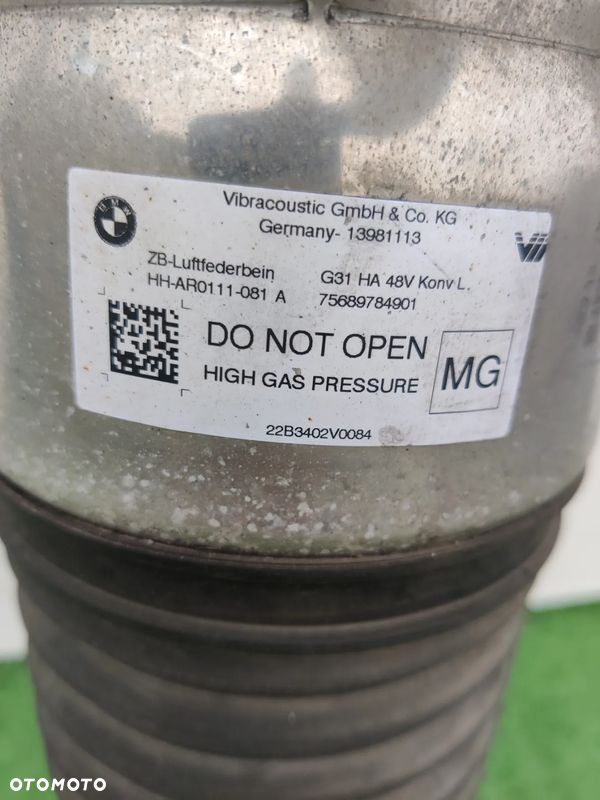 BMW
Vibracoustic GmbH & Co. KG
Germany- 13981113
ZB-Luftfederbein G31 HA 48V Konv L.
HH-AR0111-081 A 75689784901
DO NOT OPEN
HIGH GAS PRESSURE
MG
22B3402V0084
OTOMOTO